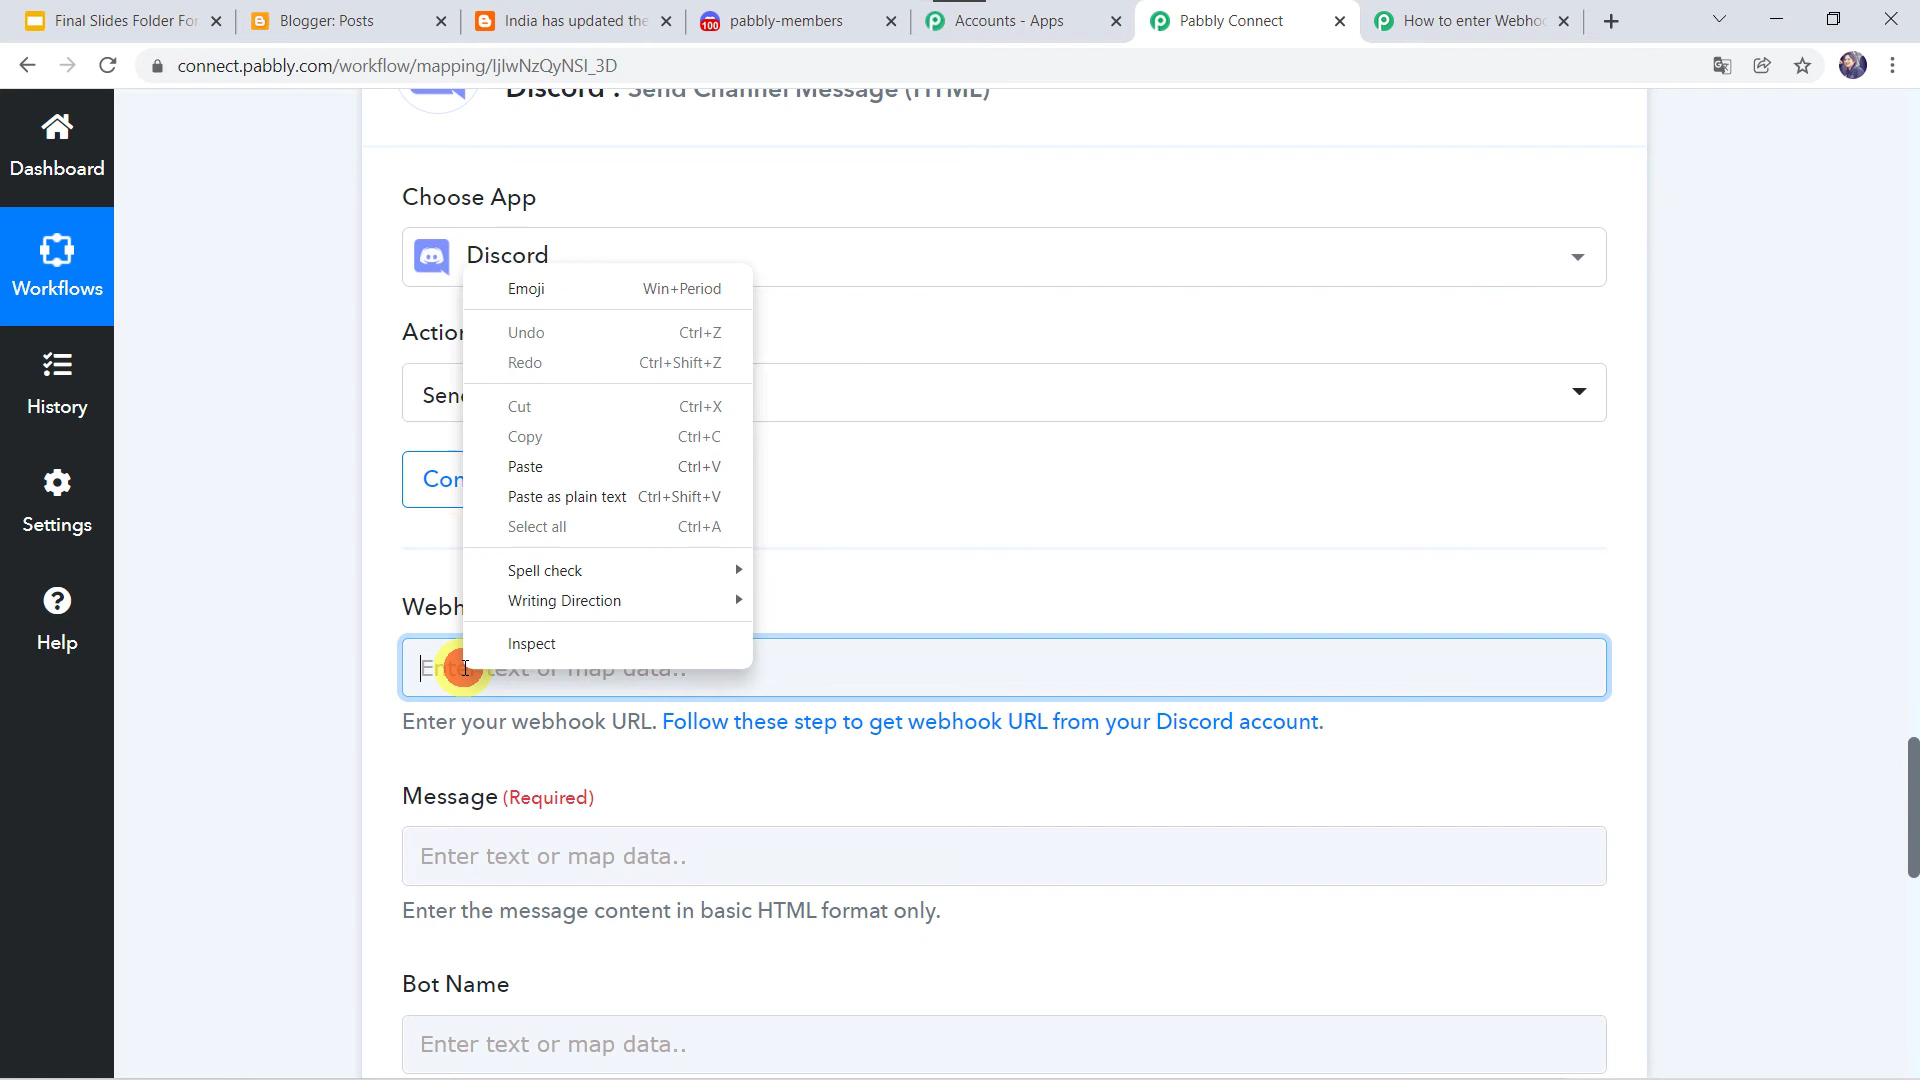 Final Slides Folder For
Blogger: Posts
India has updated the
100
pabbly-members
Accounts - Apps
Pabbly Connect
How to enter Webhoo
connect.pabbly.com/workflow/mapping/IjIwNzQyNSI_3D
Dashboard
Workflows
History
Settings
Help
Discord : Send Channel Message (HTML)
Choose App
Discord
Action
Send
Con
Emoji Win+Period
Undo Ctrl+Z
Redo Ctrl+Shift+Z
Cut Ctrl+X
Copy Ctrl+C
Paste Ctrl+V
Paste as plain text Ctrl+Shift+V
Select all Ctrl+A
Spell check
Writing Direction
Inspect
Webh
Enter text or map data..
Enter your webhook URL. Follow these step to get webhook URL from your Discord account.
Message (Required)
Enter text or map data..
Enter the message content in basic HTML format only.
Bot Name
Enter text or map data..